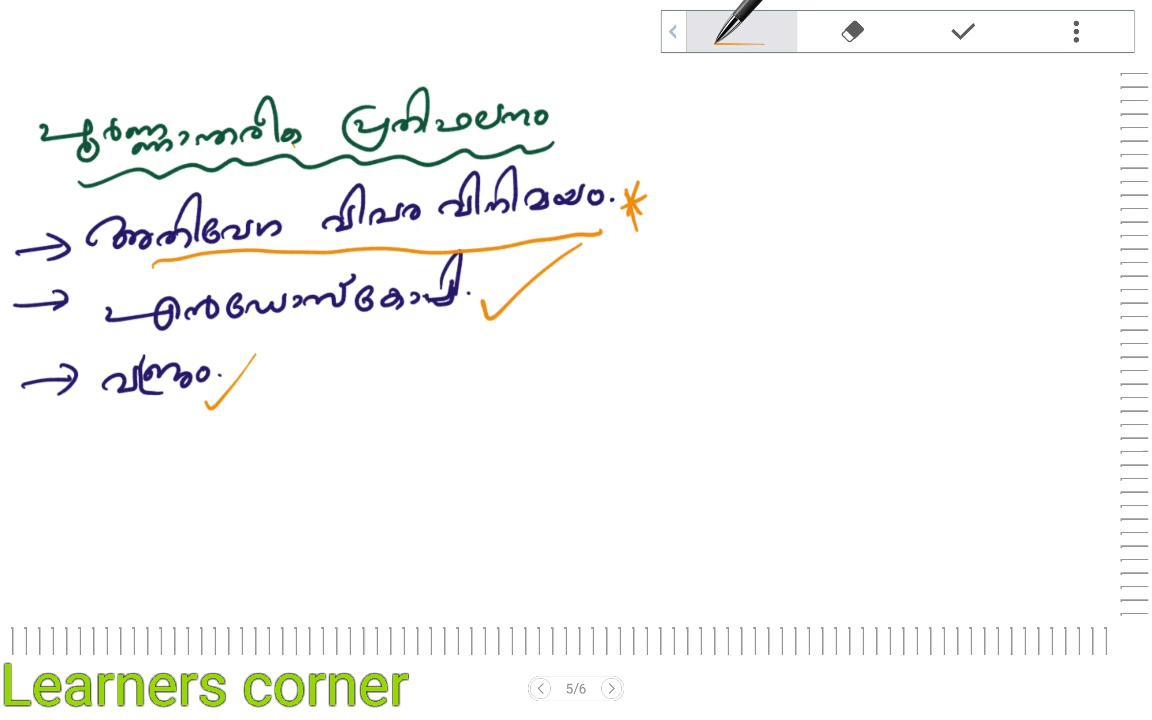 പൂർണ്ണാന്തരീക പ്രതിഫലനം
→ അതിവേഗ വിവര വിനിമയം. *
→ എൻഡോസ്കോപ്പി. ✓
→ വജ്രം. ✓
Learners corner
5/6